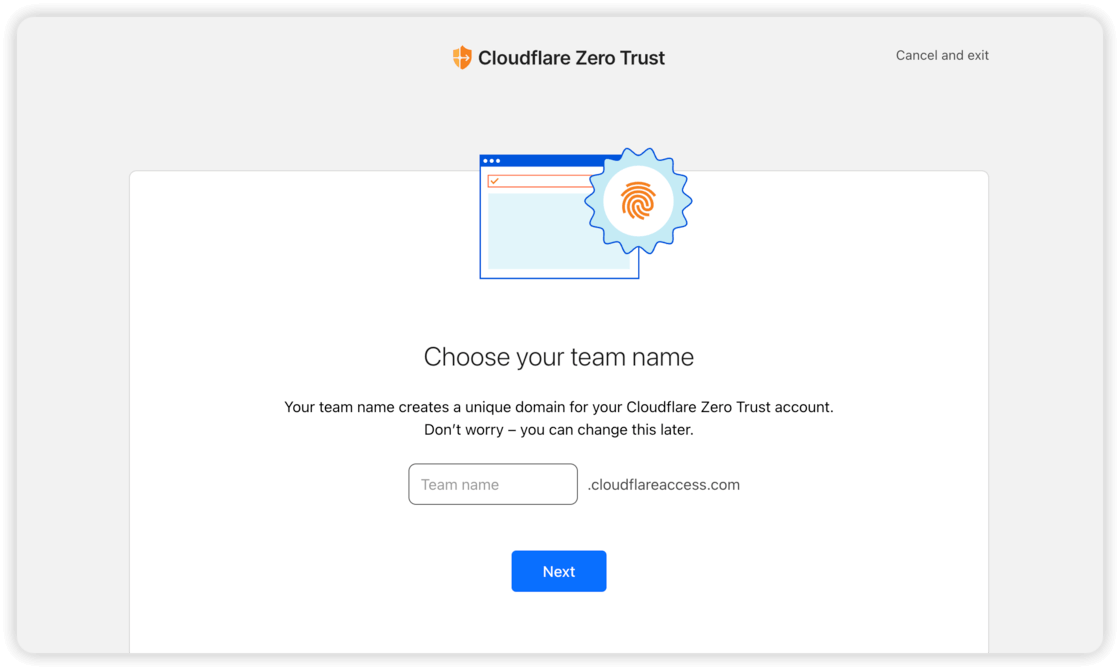 Cloudflare Zero Trust
Cancel and exit
Choose your team name
Your team name creates a unique domain for your Cloudflare Zero Trust account.
Don’t worry – you can change this later.
Team name .cloudflareaccess.com
Next